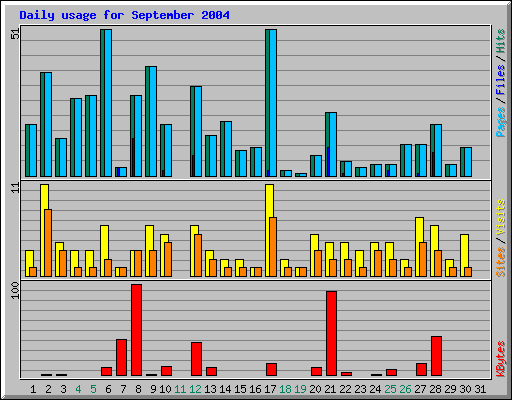 Daily usage for September 2004
51
Pages / Files / Hits
11
Sites / Visits
100
KBytes
1 2 3 4 5 6 7 8 9 10 11 12 13 14 15 16 17 18 19 20 21 22 23 24 25 26 27 28 29 30 31